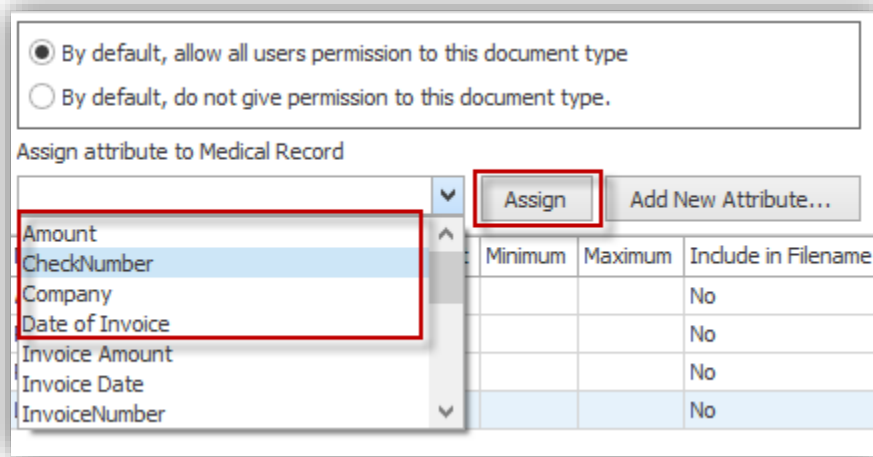 By default, allow all users permission to this document type
By default, do not give permission to this document type.
Assign attribute to Medical Record
Assign Add New Attribute...
Amount
Minimum Maximum Include in Filename
CheckNumber
Company No
Date of Invoice No
Invoice Amount
Invoice Date No
InvoiceNumber No